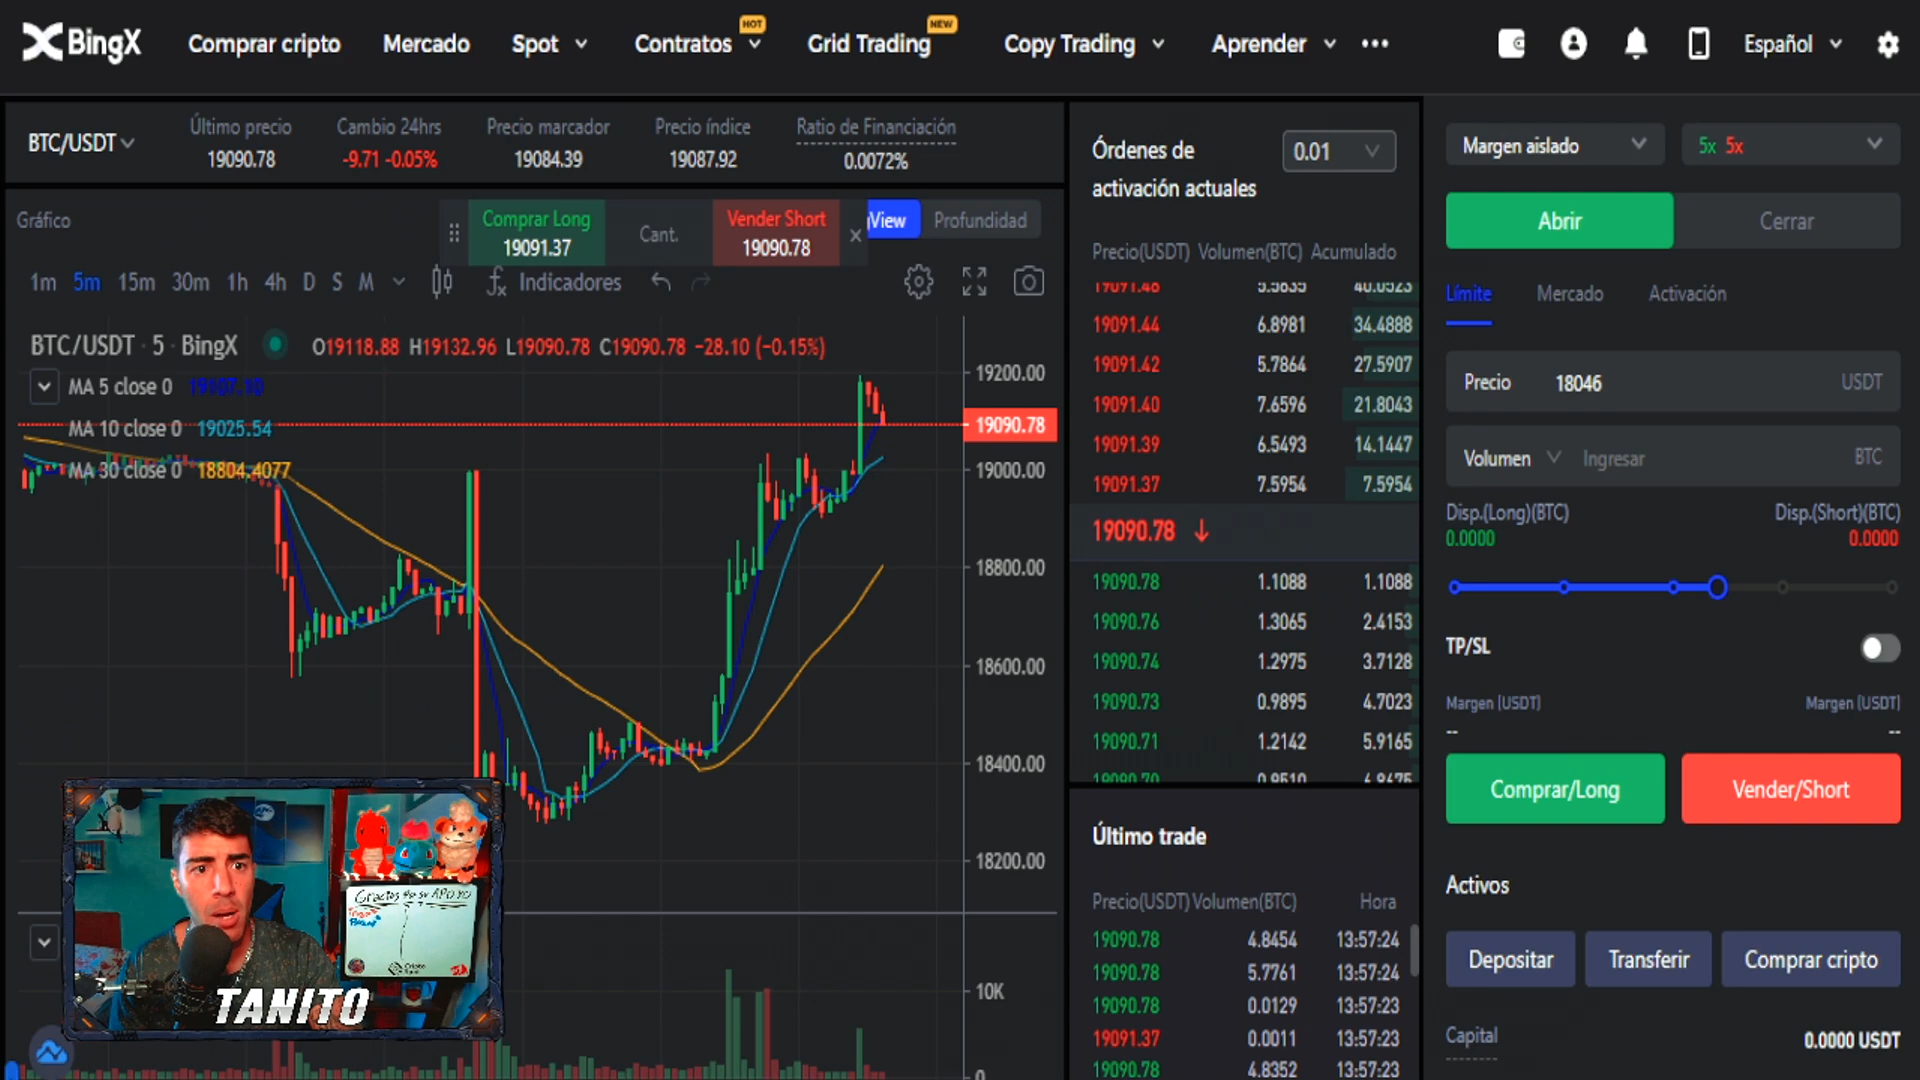 BingX
Comprar cripto
Mercado
Spot
Contratos
HOT
Grid Trading
NEW
Copy Trading
Aprender
Español
BTC/USDT
Último precio
19090.78
Cambio 24hrs
-9.71 -0.05%
Precio marcador
19084.39
Precio índice
19087.92
Ratio de Financiación
0.0072%
Gráfico
Comprar Long
19091.37
Cant.
Vender Short
19090.78
View
Profundidad
1m 5m 15m 30m 1h 4h D S M
Indicadores
BTC/USDT · 5 · BingX
O19118.88 H19132.96 L19090.78 C19090.78 −28.10 (−0.15%)
MA 5 close 0
MA 10 close 0 19025.54
MA 30 close 0 18804.4077
19200.00
19090.78
19000.00
18800.00
18600.00
18400.00
18200.00
10K
0
Gracias por su APOYO
TANITO
Órdenes de
activación actuales
0.01
Precio(USDT) Volumen(BTC) Acumulado
19091.48 5.5635 40.0523
19091.44 6.8981 34.4888
19091.42 5.7864 27.5907
19091.40 7.6596 21.8043
19091.39 6.5493 14.1447
19091.37 7.5954 7.5954
19090.78 ↓
19090.78 1.1088 1.1088
19090.76 1.3065 2.4153
19090.74 1.2975 3.7128
19090.73 0.9895 4.7023
19090.71 1.2142 5.9165
19090.70
Último trade
Precio(USDT) Volumen(BTC) Hora
19090.78 4.8454 13:57:24
19090.78 5.7761 13:57:24
19090.78 0.0129 13:57:23
19091.37 0.0011 13:57:23
19090.78 4.8352 13:57:23
Margen aislado
5x 5x
Abrir
Cerrar
Límite
Mercado
Activación
Precio 18046 USDT
Volumen Ingresar BTC
Disp.(Long)(BTC)
0.0000
Disp.(Short)(BTC)
0.0000
TP/SL
Margen (USDT)
--
Margen (USDT)
--
Comprar/Long
Vender/Short
Activos
Depositar
Transferir
Comprar cripto
Capital
0.0000 USDT